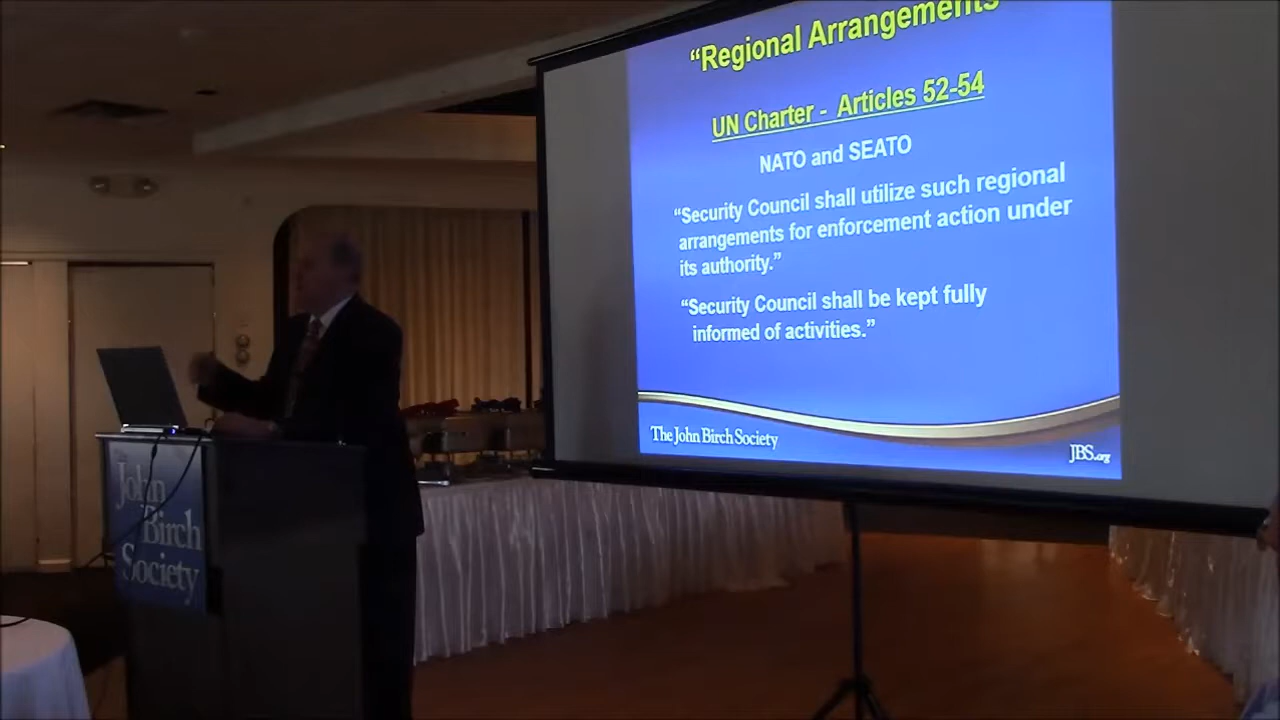 “Regional Arrangements
UN Charter - Articles 52-54
NATO and SEATO
“Security Council shall utilize such regional
arrangements for enforcement action under
its authority.”
“Security Council shall be kept fully
informed of activities.”
The John Birch Society
JBS.org
The
John
Birch
Society